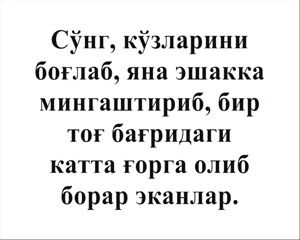 Сўнг, кўзларини
боғлаб, яна эшакка
мингаштириб, бир
тоғ бағридаги
катта ғорга олиб
борар эканлар.